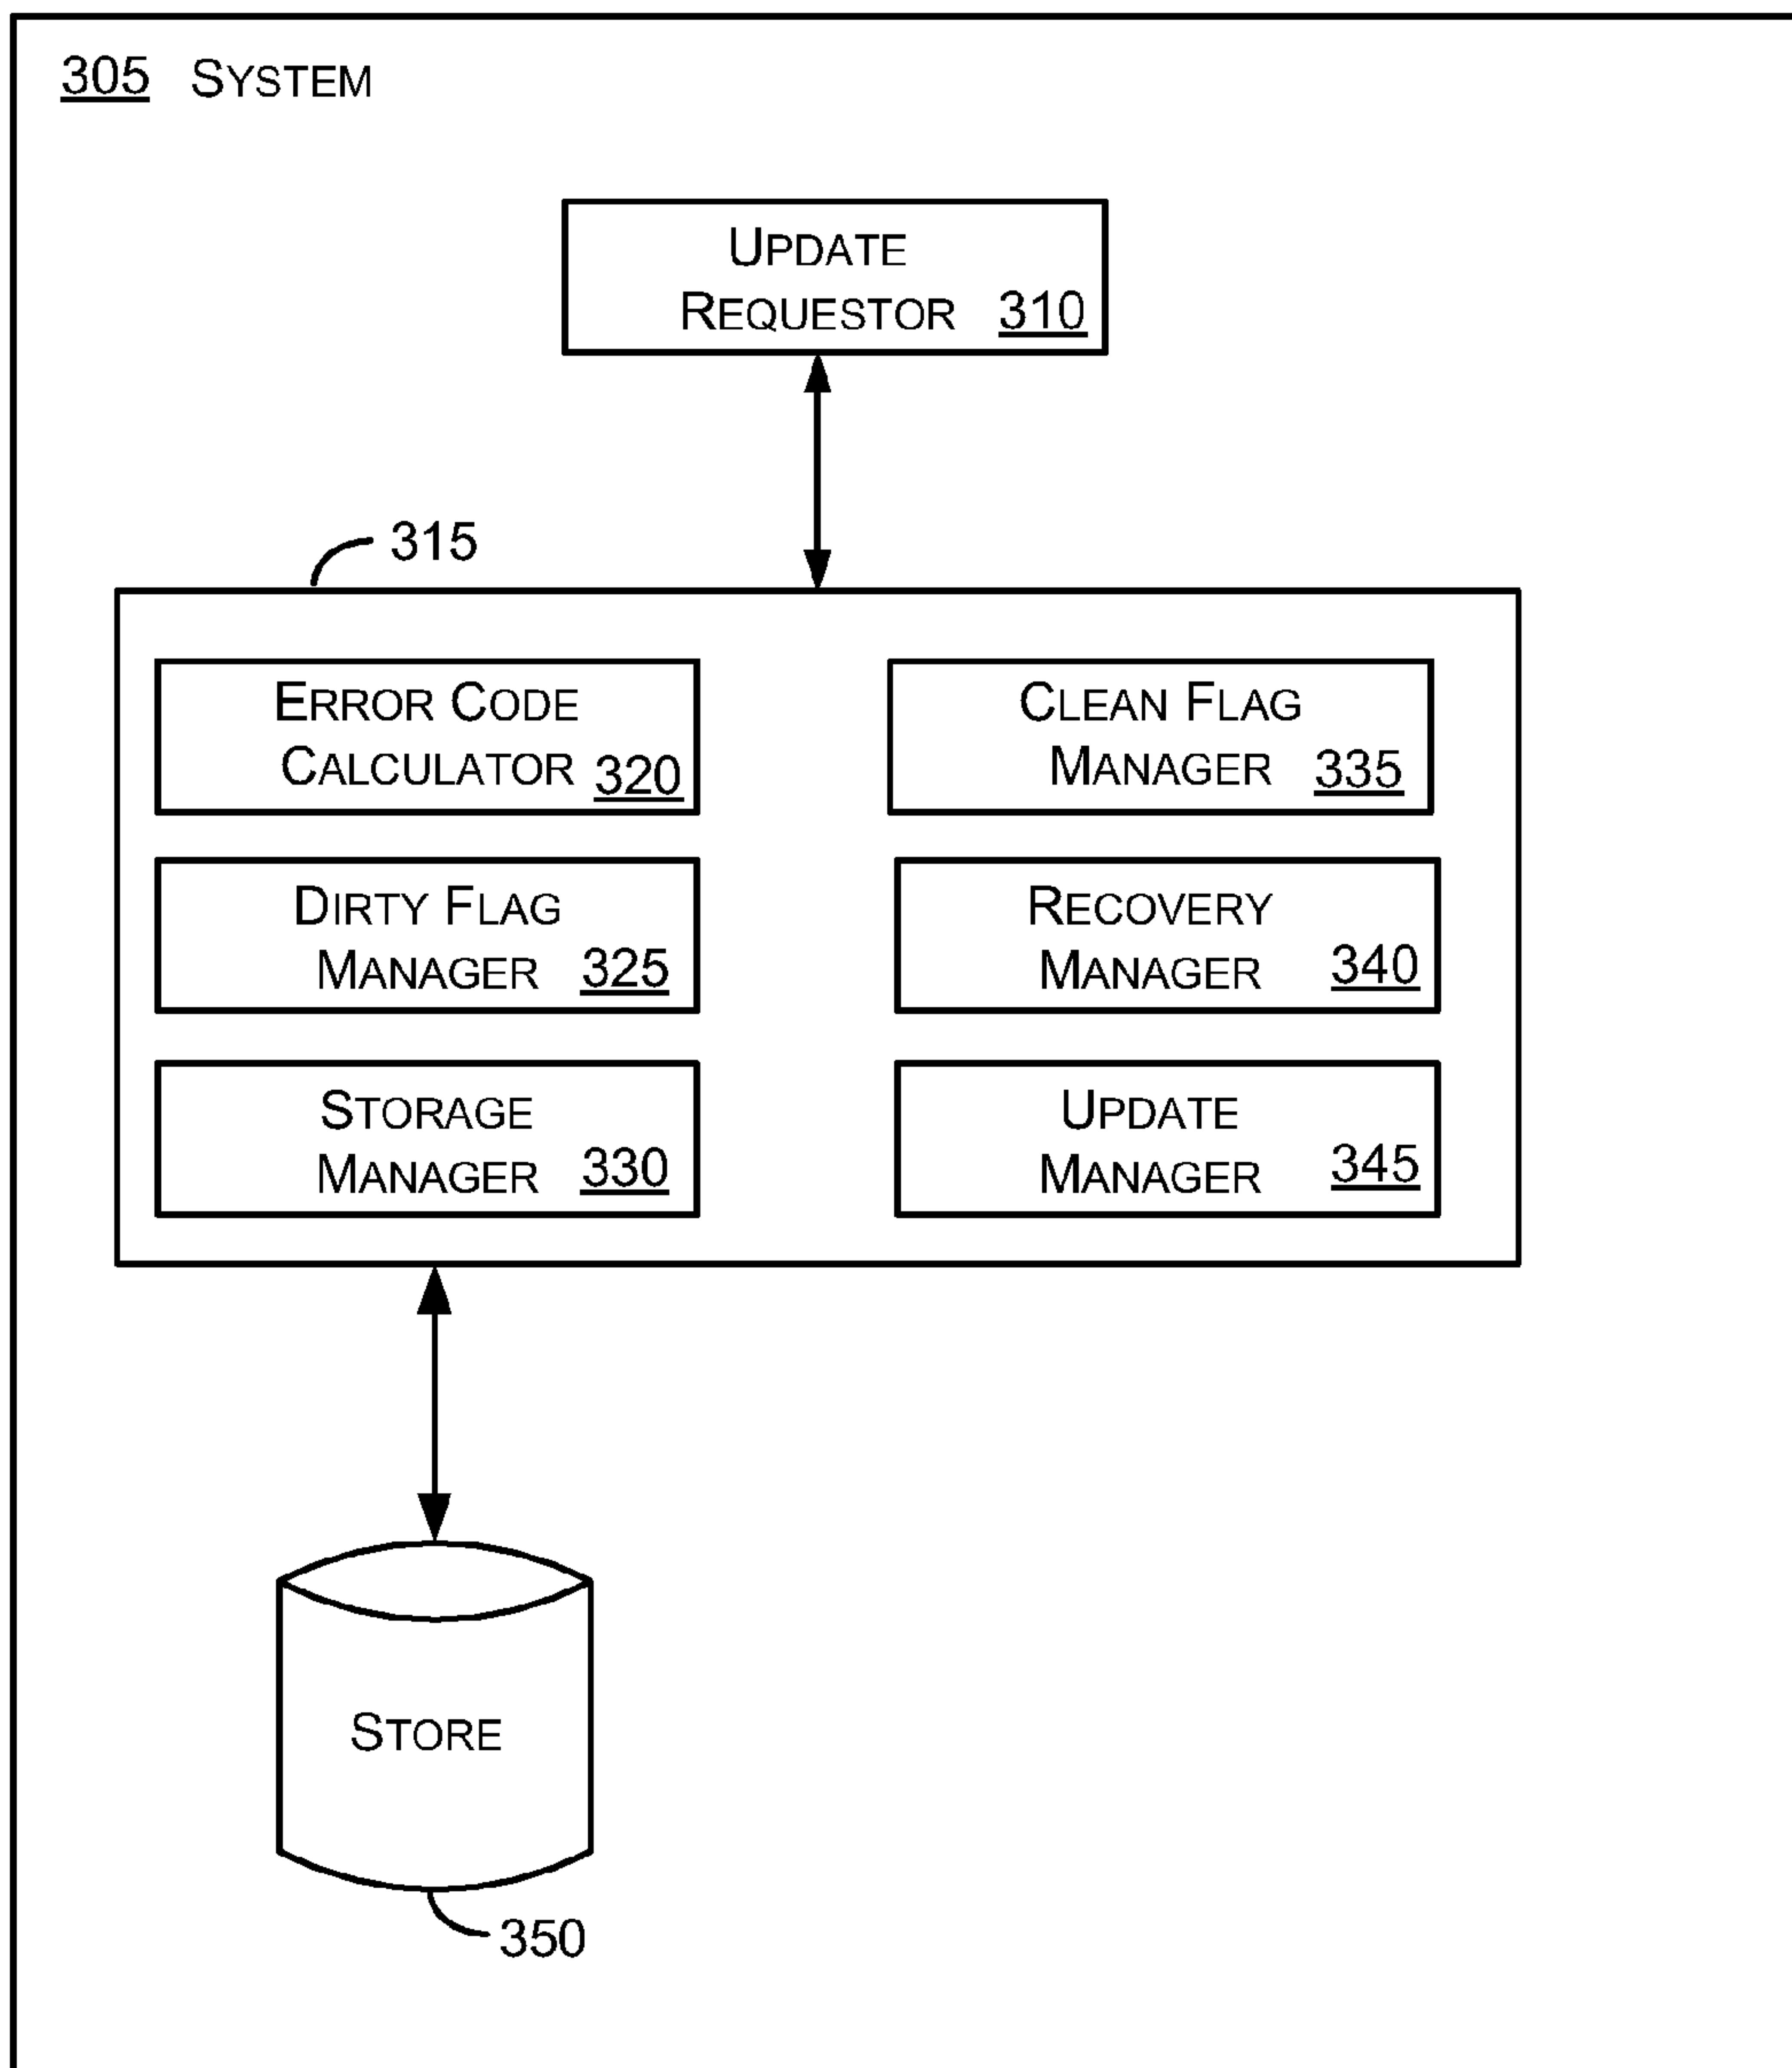 305 SYSTEM
UPDATE
REQUESTOR 310
315
ERROR CODE
CALCULATOR 320
CLEAN FLAG
MANAGER 335
DIRTY FLAG
MANAGER 325
RECOVERY
MANAGER 340
STORAGE
MANAGER 330
UPDATE
MANAGER 345
STORE
350